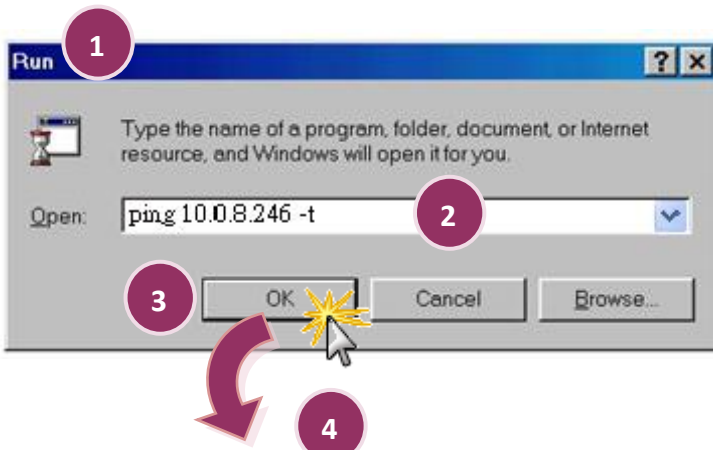 1
Run
Type the name of a program, folder, document, or Internet
resource, and Windows will open it for you.
Open: ping 10.0.8.246 -t
2
3
OK Cancel Browse...
4